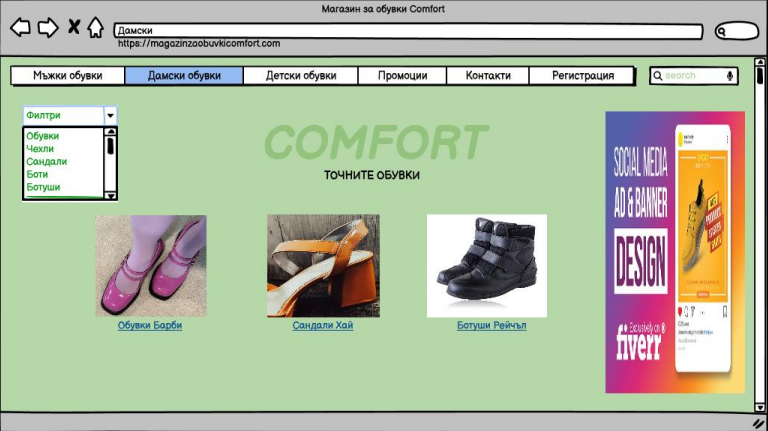 Магазин за обувки Comfort
Дамски
https://magazinzaobuvkicomfort.com
Мъжки обувки
Дамски обувки
Детски обувки
Промоции
Контакти
Регистрация
search
Филтри
Обувки
Чехли
Сандали
Боти
Ботуши
COMFORT
ТОЧНИТЕ ОБУВКИ
Обувки Барби
Сандали Хай
Ботуши Рейчъл
SOCIAL MEDIA
AD & BANNER
DESIGN
Exclusively on
fiverr